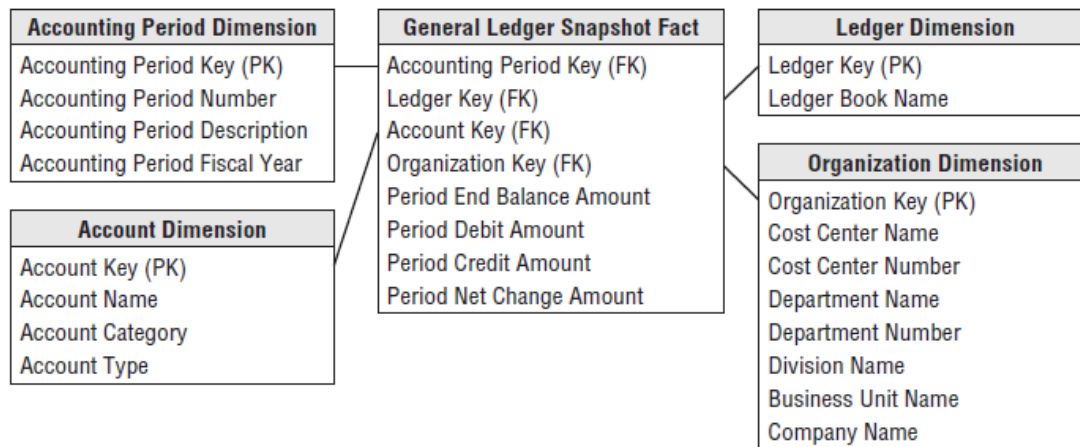 Accounting Period Dimension
Accounting Period Key (PK)
Accounting Period Number
Accounting Period Description
Accounting Period Fiscal Year
Account Dimension
Account Key (PK)
Account Name
Account Category
Account Type
General Ledger Snapshot Fact
Accounting Period Key (FK)
Ledger Key (FK)
Account Key (FK)
Organization Key (FK)
Period End Balance Amount
Period Debit Amount
Period Credit Amount
Period Net Change Amount
Ledger Dimension
Ledger Key (PK)
Ledger Book Name
Organization Dimension
Organization Key (PK)
Cost Center Name
Cost Center Number
Department Name
Department Number
Division Name
Business Unit Name
Company Name